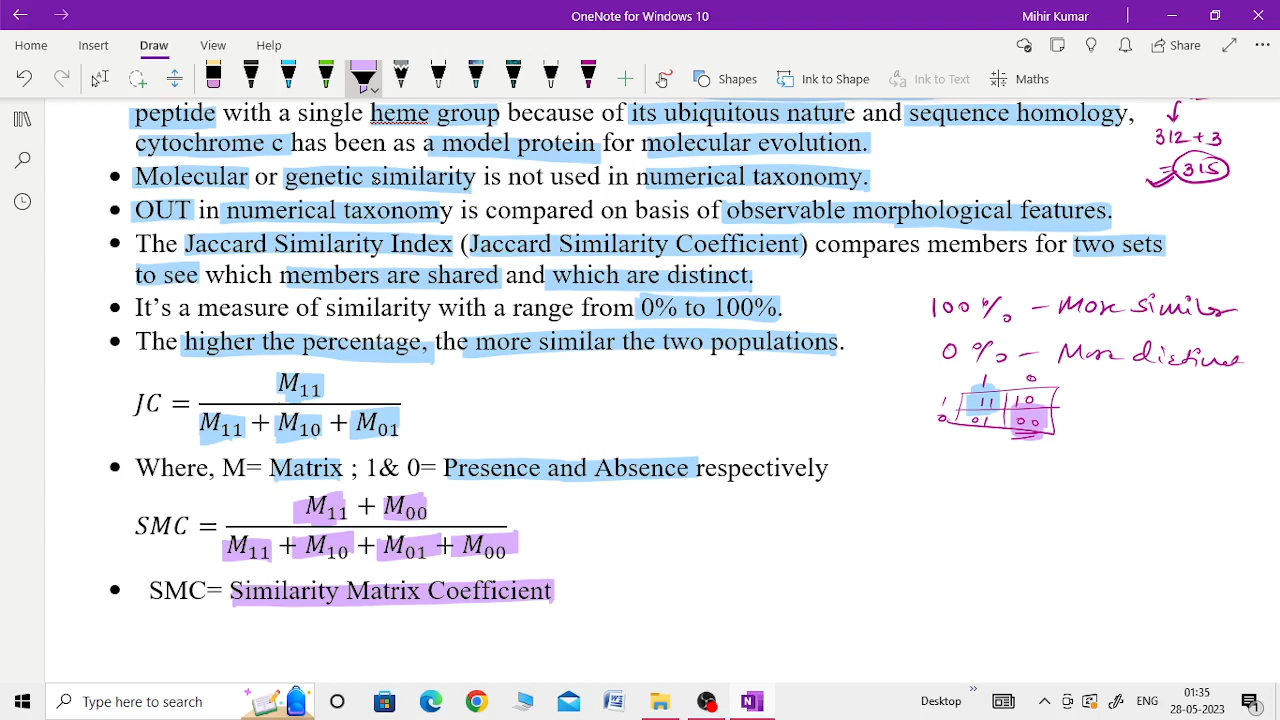 OneNote for Windows 10
Mihir Kumar
Home Insert Draw View Help
Share
Shapes Ink to Shape Ink to Text Maths
peptide with a single heme group because of its ubiquitous nature and sequence homology,
cytochrome c has been as a model protein for molecular evolution.
312+3
= 315
• Molecular or genetic similarity is not used in numerical taxonomy.
• OUT in numerical taxonomy is compared on basis of observable morphological features.
• The Jaccard Similarity Index (Jaccard Similarity Coefficient) compares members for two sets
to see which members are shared and which are distinct.
• It's a measure of similarity with a range from 0% to 100%.
100% - More similar
• The higher the percentage, the more similar the two populations.
0% - More distinct
1 0
1 11 10
0 01 00
JC = M11 / M11 + M10 + M01
• Where, M= Matrix ; 1& 0= Presence and Absence respectively
SMC = M11 + M00 / M11 + M10 + M01 + M00
• SMC= Similarity Matrix Coefficient
Type here to search
Desktop
ENG
01:35
28-05-2023